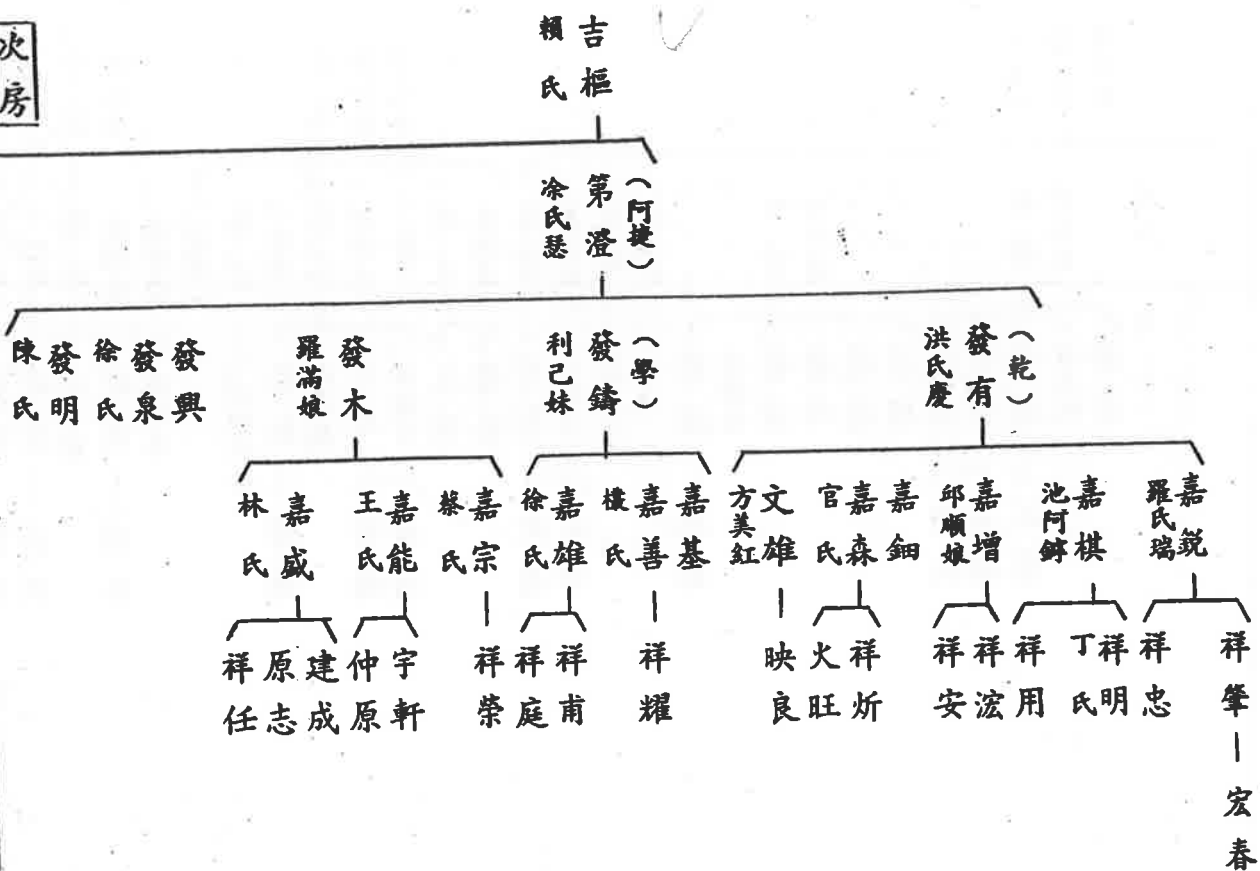 次房
吉樞
賴氏
（阿捷）
第澄
凃氏瑟
（乾）
發有
洪氏慶
（學）
發鑄
利己妹
發木
羅滿娘
發興
發泉
徐氏
發明
陳氏
嘉銳
羅氏瑞
嘉棋
池阿
嘉增
邱順娘
嘉鈿
嘉森
官氏
文雄
方美紅
嘉基
嘉善
氏
嘉雄
徐氏
嘉宗
蔡氏
嘉能
王氏
嘉盛
林氏
祥肇
祥忠
祥明
丁氏
祥用
祥浤
祥安
祥炘
火旺
映良
祥耀
祥甫
祥庭
祥榮
宇軒
仲原
建成
原志
祥任
宏春